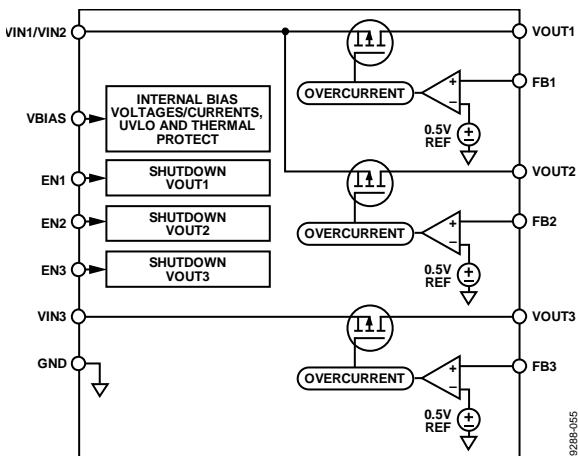 VIN1/VIN2
VOUT1
OVERCURRENT
FB1
INTERNAL BIAS
VOLTAGES/CURRENTS,
UVLO AND THERMAL
PROTECT
VBIAS
0.5V
REF
EN1
SHUTDOWN
VOUT1
VOUT2
EN2
SHUTDOWN
VOUT2
OVERCURRENT
FB2
EN3
SHUTDOWN
VOUT3
0.5V
REF
VIN3
VOUT3
GND
OVERCURRENT
FB3
0.5V
REF
9288-055